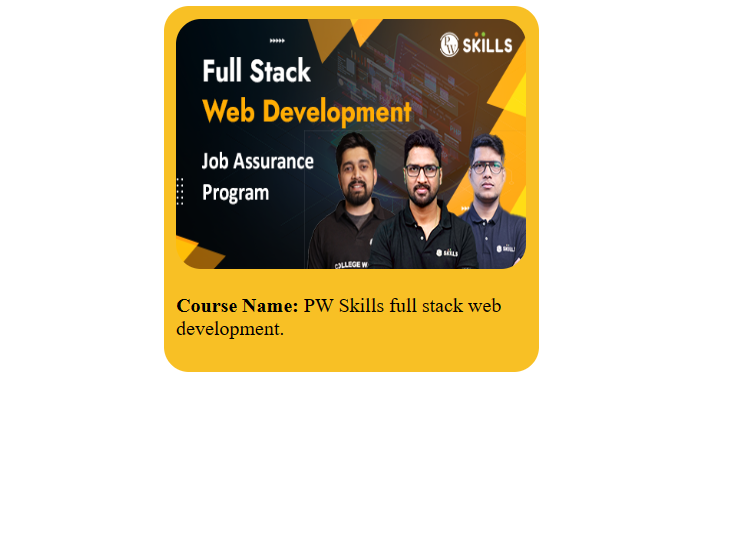 PW SKILLS
Full Stack
Web Development
Job Assurance
Program
COLLEGE W
SKILLS
SKILLS
Course Name: PW Skills full stack web
development.